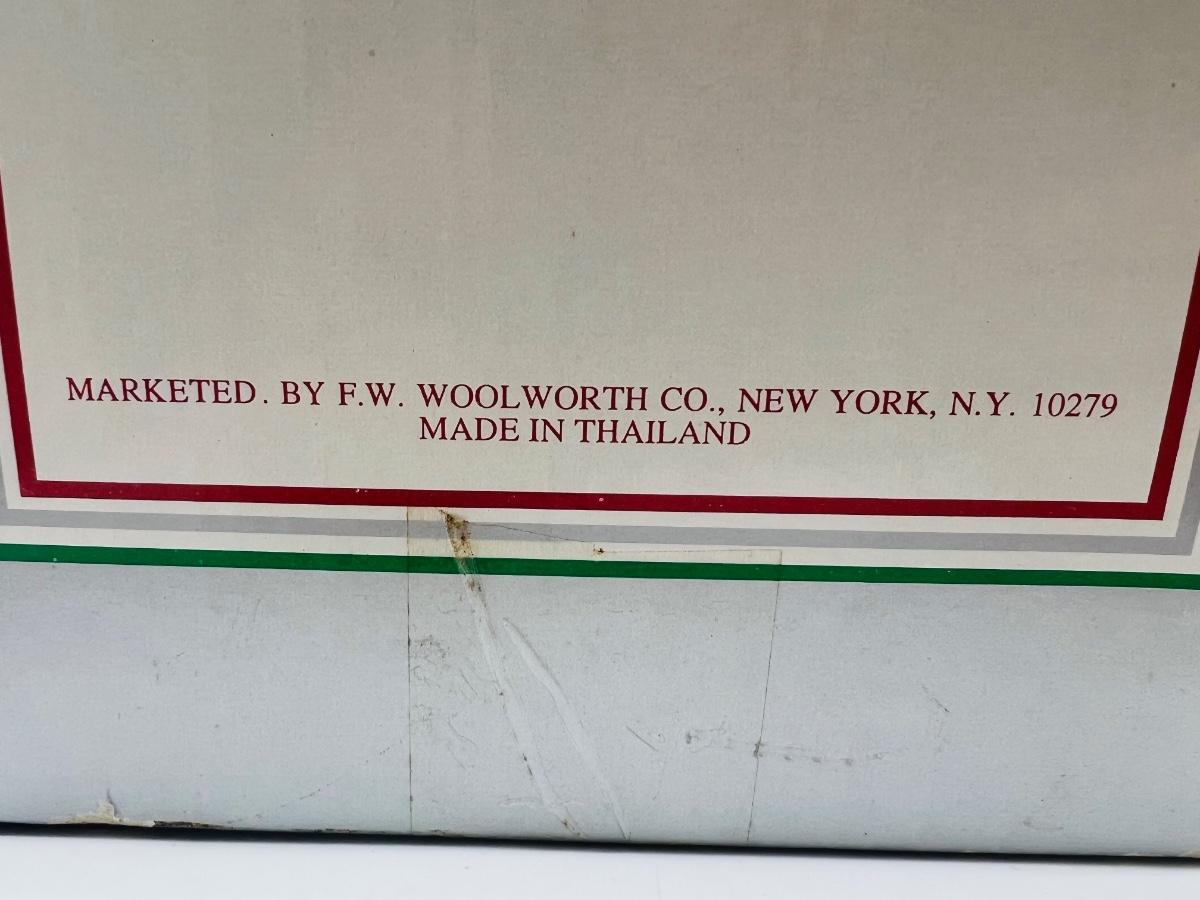 MARKETED. BY F.W. WOOLWORTH CO., NEW YORK, N.Y. 10279
MADE IN THAILAND